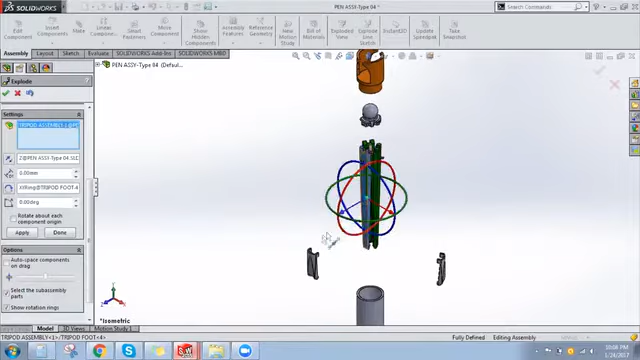 SOLIDWORKS
PEN ASSY-Type 04 *
Search Commands
Edit Component
Insert Components
Mate
Linear Component...
Move Component
Show Hidden Components
Assembly Features
Reference Geometry
New Motion Study
Bill of Materials
Exploded View
Explode Line Sketch
Instant3D
Update
Take Snapshot
Assembly Layout Sketch Evaluate SOLIDWORKS Add-Ins SOLIDWORKS MBD
PEN ASSY-Type 04 (Defaul...
Explode
Settings
TRIPOD ASSEMBLY-1
Z@PEN ASSY-Type 04.SLD
0.00mm
XYRing@TRIPOD FOOT-4
0.00deg
Rotate about each component origin
Apply Done
Options
Auto-space components on drag
Select the subassembly parts
Show rotation rings
*Isometric
Model 3D Views Motion Study 1
TRIPOD ASSEMBLY<1>/TRIPOD FOOT<4>
Fully Defined Editing Assembly
10:08 PM
1/24/2017